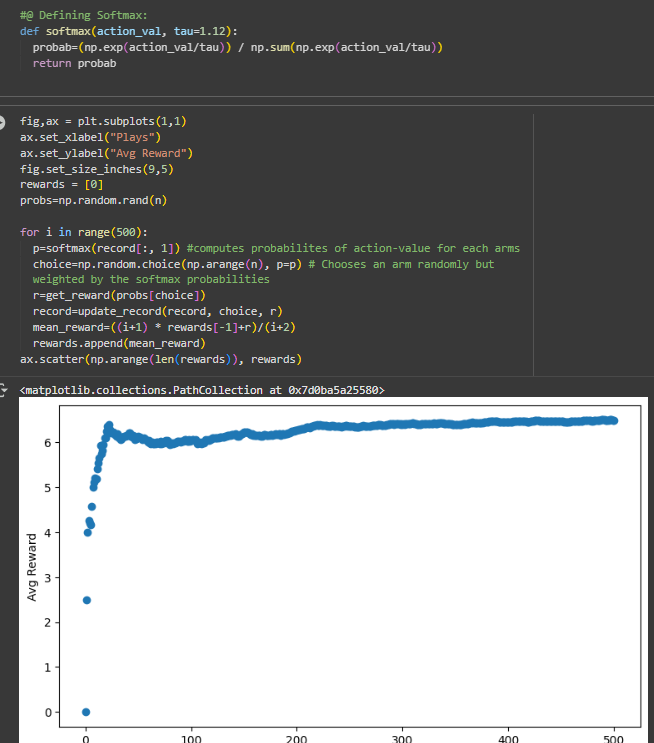 #@ Defining Softmax:
def softmax(action_val, tau=1.12):
  probab=(np.exp(action_val/tau)) / np.sum(np.exp(action_val/tau))
  return probab
fig,ax = plt.subplots(1,1)
ax.set_xlabel("Plays")
ax.set_ylabel("Avg Reward")
fig.set_size_inches(9,5)
rewards = [0]
probs=np.random.rand(n)
for i in range(500):
  p=softmax(record[:, 1]) #computes probabilites of action-value for each arms
  choice=np.random.choice(np.arange(n), p=p) # Chooses an arm randomly but
  weighted by the softmax probabilities
  r=get_reward(probs[choice])
  record=update_record(record, choice, r)
  mean_reward=((i+1) * rewards[-1]+r)/(i+2)
  rewards.append(mean_reward)
ax.scatter(np.arange(len(rewards)), rewards)
<matplotlib.collections.PathCollection at 0x7d0ba5a25580>
6
5
4
3
2
1
0
Avg Reward
0 100 200 300 400 500